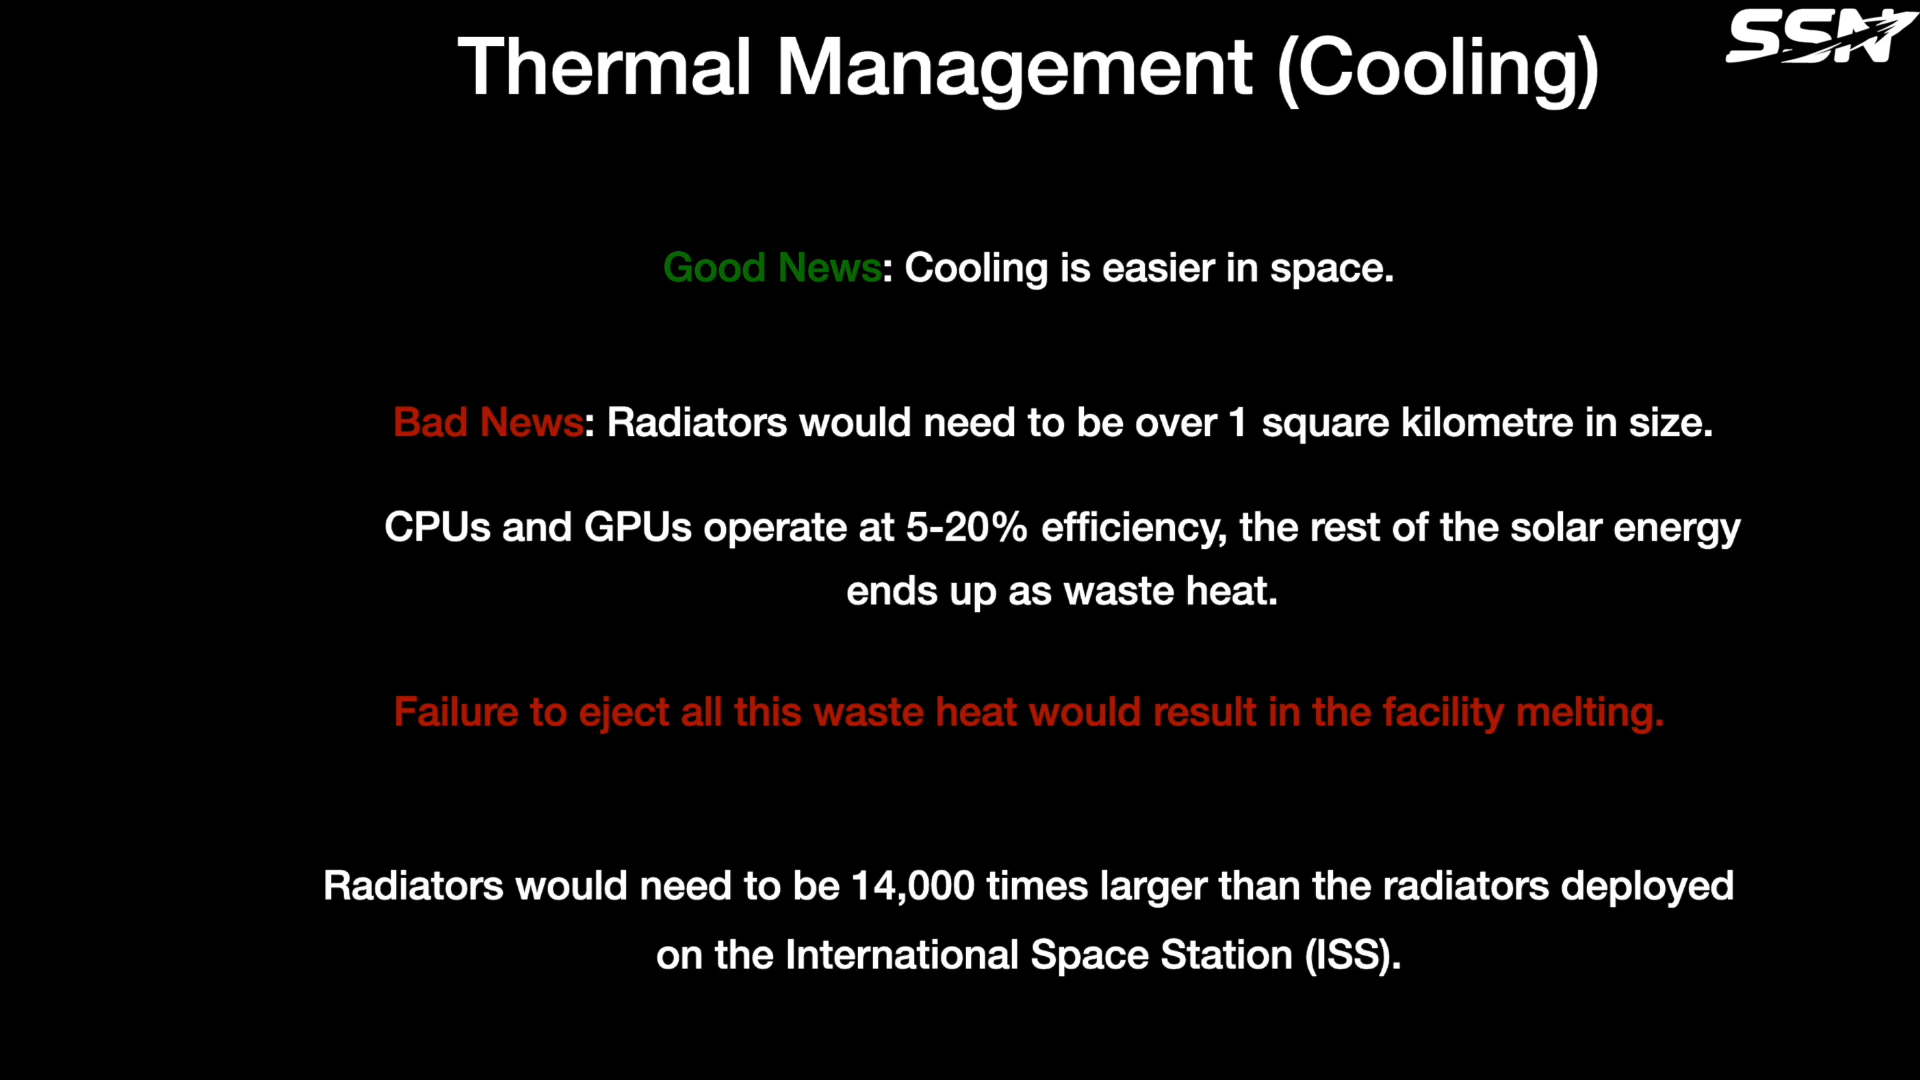 SSN
Thermal Management (Cooling)
Good News: Cooling is easier in space.
Bad News: Radiators would need to be over 1 square kilometre in size.
CPUs and GPUs operate at 5-20% efficiency, the rest of the solar energy
ends up as waste heat.
Failure to eject all this waste heat would result in the facility melting.
Radiators would need to be 14,000 times larger than the radiators deployed
on the International Space Station (ISS).